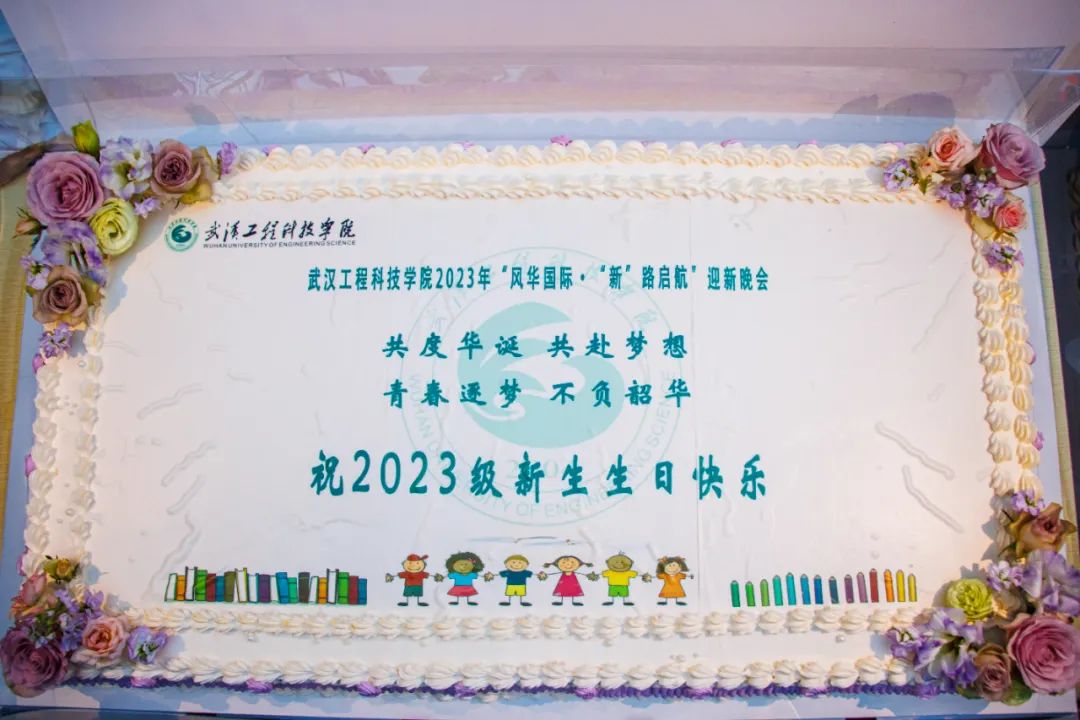 武汉工程科技学院
WUHAN UNIVERSITY OF ENGINEERING SCIENCE
武汉工程科技学院2023年“风华国际·“新”路启航”迎新晚会
共度华诞 共赴梦想
青春逐梦 不负韶华
祝2023级新生生日快乐